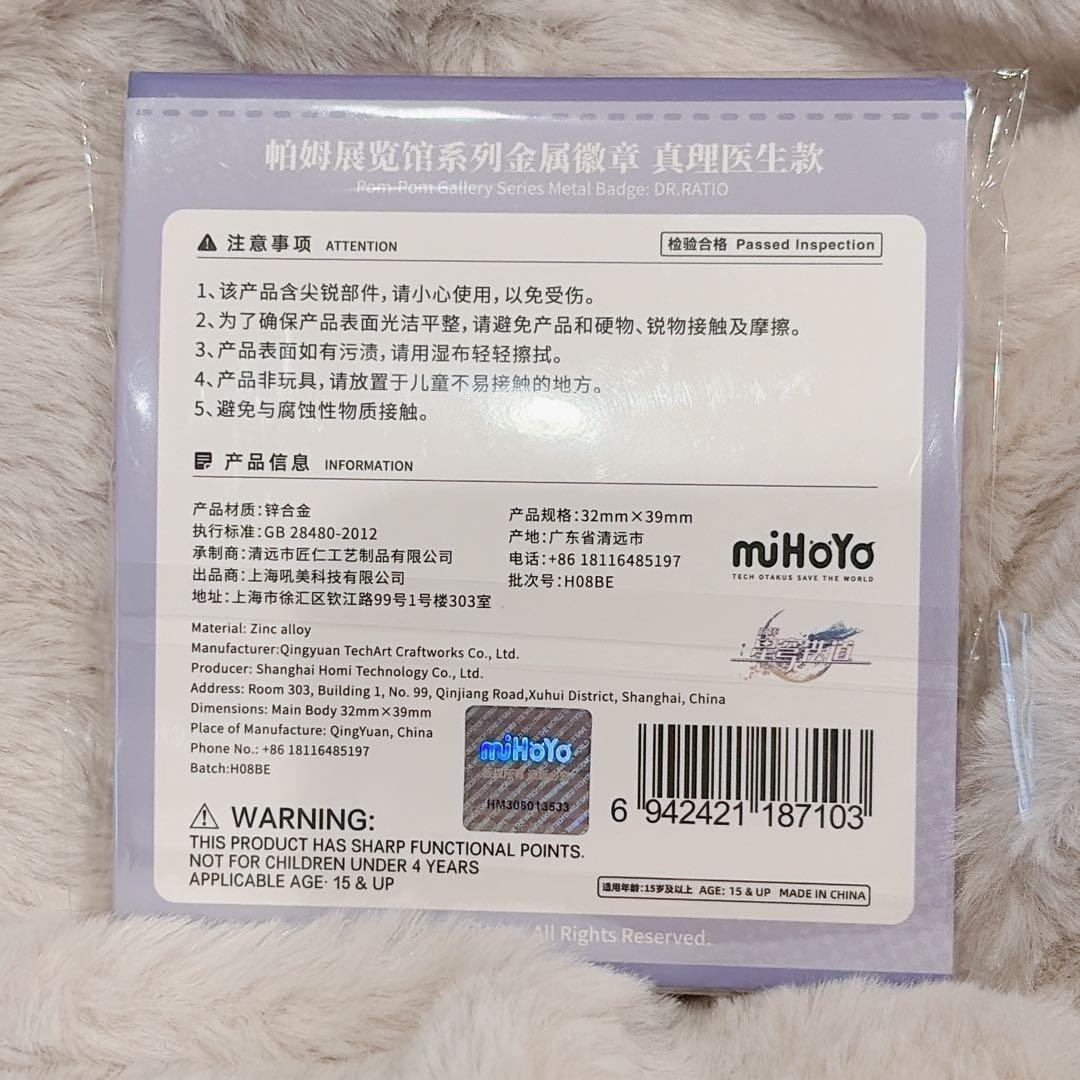 帕姆展览馆系列金属徽章 真理医生款
Pom-Pom Gallery Series Metal Badge: DR.RATIO
注意事项 ATTENTION
检验合格 Passed Inspection
1、该产品含尖锐部件，请小心使用，以免受伤。
2、为了确保产品表面光洁平整，请避免产品和硬物、锐物接触及摩擦。
3、产品表面如有污渍，请用湿布轻轻擦拭。
4、产品非玩具，请放置于儿童不易接触的地方。
5、避免与腐蚀性物质接触。
产品信息 INFORMATION
产品材质：锌合金
执行标准：GB 28480-2012
承制商：清远市匠仁工艺制品有限公司
出品商：上海吼美科技有限公司
地址：上海市徐汇区钦江路99号1号楼303室
产品规格：32mm×39mm
产地：广东省清远市
电话：+86 18116485197
批次号：H08BE
miHoYo
TECH OTAKUS SAVE THE WORLD
Material: Zinc alloy
Manufacturer:Qingyuan TechArt Craftworks Co., Ltd.
Producer: Shanghai Homi Technology Co., Ltd.
Address: Room 303, Building 1, No. 99, Qinjiang Road,Xuhui District, Shanghai, China
Dimensions: Main Body 32mm×39mm
Place of Manufacture: QingYuan, China
Phone No.: +86 18116485197
Batch:H08BE
星穹铁道
miHoYo
HM308013533
6 942421 187103
WARNING:
THIS PRODUCT HAS SHARP FUNCTIONAL POINTS.
NOT FOR CHILDREN UNDER 4 YEARS
APPLICABLE AGE: 15 & UP
适用年龄：15岁及以上 AGE: 15 & UP MADE IN CHINA
All Rights Reserved.